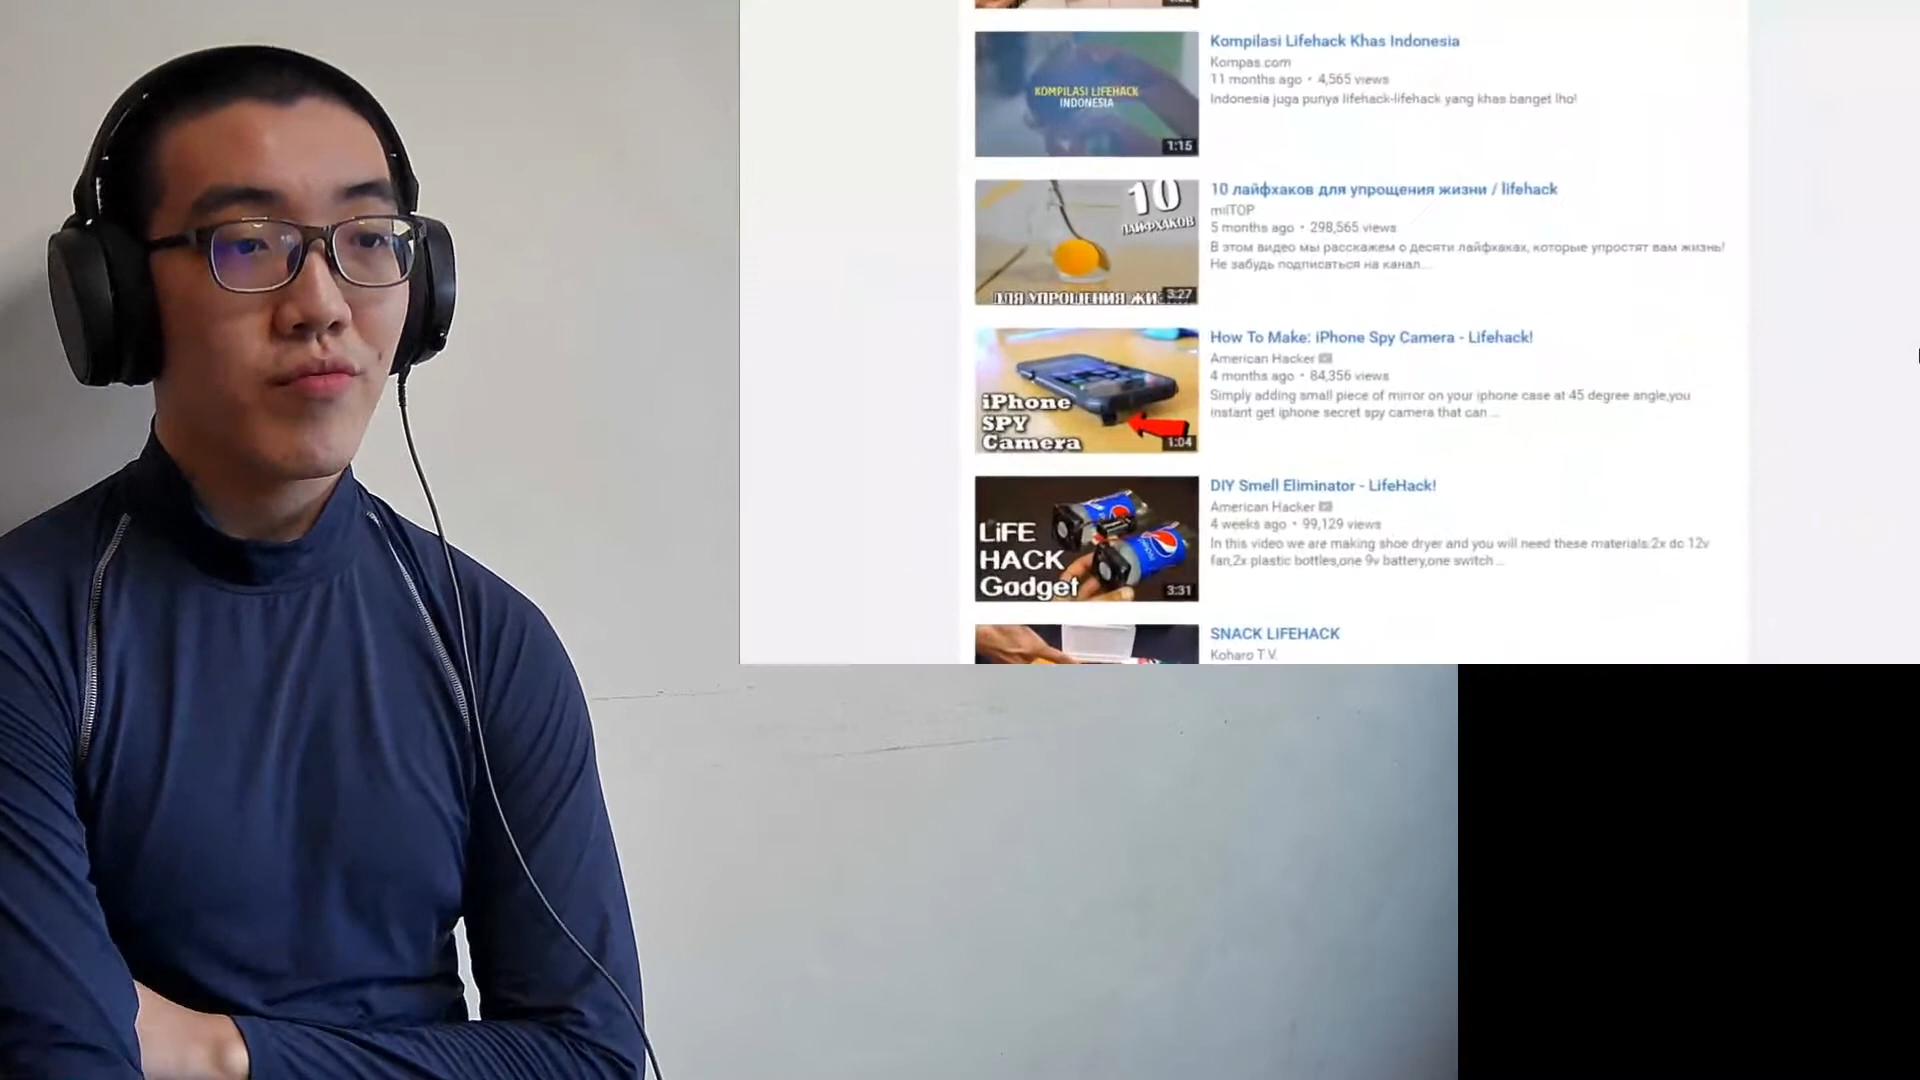 Kompilasi Lifehack Khas Indonesia
Kompas.com
11 months ago • 4,565 views
Indonesia juga punya lifehack-lifehack yang khas banget lho!
KOMPILASI LIFEHACK
INDONESIA
1:15
10 лайфхаков для упрощения жизни / lifehack
milTOP
5 months ago • 298,565 views
В этом видео мы расскажем о десяти лайфхаках, которые упростят вам жизнь!
Не забудь подписаться на канал...
10
ЛАЙФХАКОВ
ДЛЯ УПРОЩЕНИЯ
3:27
How To Make: iPhone Spy Camera - Lifehack!
American Hacker
4 months ago • 84,356 views
Simply adding small piece of mirror on your iphone case at 45 degree angle,you
instant get iphone secret spy camera that can ...
iPhone
SPY
Camera
1:04
DIY Smell Eliminator - LifeHack!
American Hacker
4 weeks ago • 99,129 views
In this video we are making shoe dryer and you will need these materials:2x dc 12v
fan,2x plastic bottles,one 9v battery,one switch ...
LiFE
HACK
Gadget
3:31
SNACK LIFEHACK
Koharo T.V.